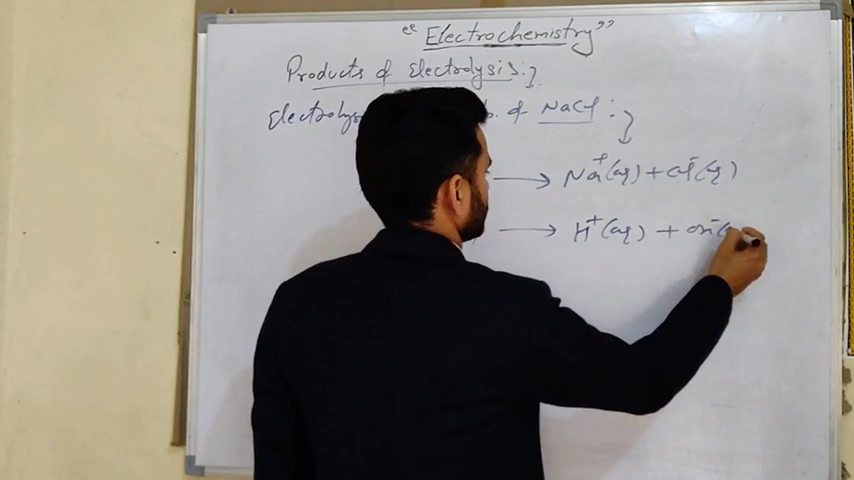 "Electrochemistry"
Products of Electrolysis :
Electrolys of NaCl :
→ Na⁺(aq) + Cl⁻(aq)
→ H⁺(aq) + OH⁻(